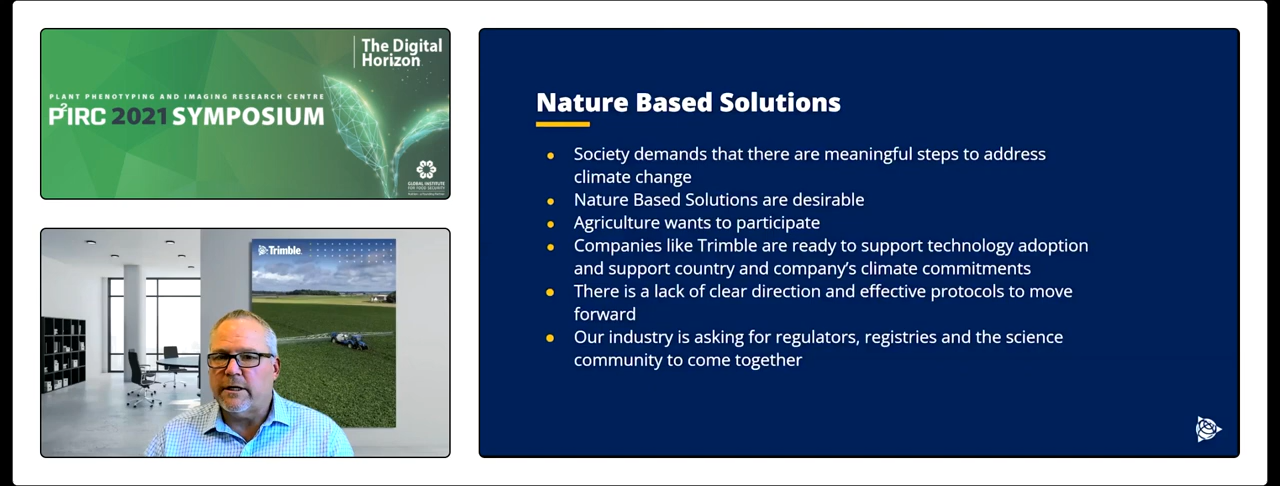 The Digital
Horizon
PLANT PHENOTYPING AND IMAGING RESEARCH CENTRE
P²IRC 2021 SYMPOSIUM
GLOBAL INSTITUTE
FOR FOOD SECURITY
Trimble
Nature Based Solutions
• Society demands that there are meaningful steps to address
climate change
• Nature Based Solutions are desirable
• Agriculture wants to participate
• Companies like Trimble are ready to support technology adoption
and support country and company's climate commitments
• There is a lack of clear direction and effective protocols to move
forward
• Our industry is asking for regulators, registries and the science
community to come together